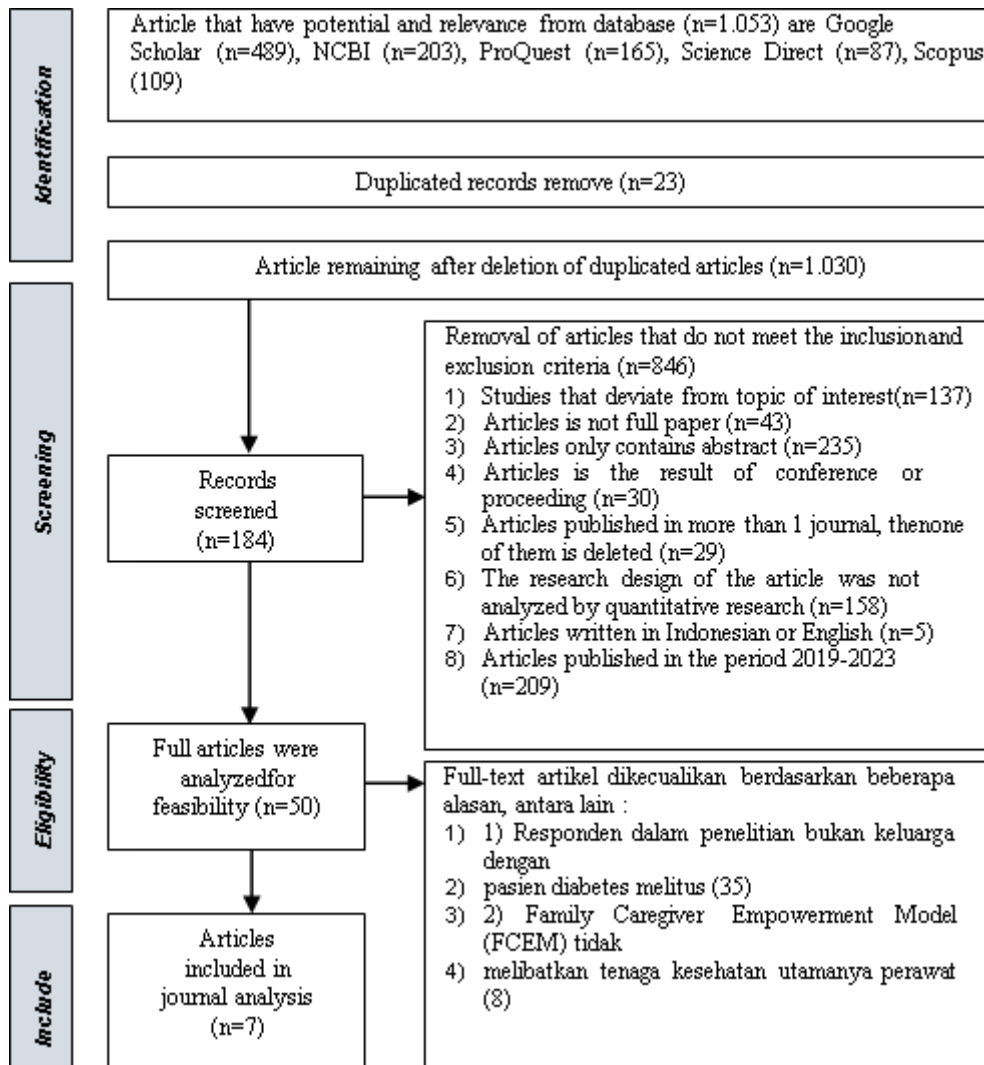 Identification
Article that have potential and relevance from database (n=1.053) are Google
Scholar (n=489), NCBI (n=203), ProQuest (n=165), Science Direct (n=87), Scopus
(109)
Duplicated records remove (n=23)
Article remaining after deletion of duplicated articles (n=1.030)
Screening
Records
screened
(n=184)
Removal of articles that do not meet the inclusionand
exclusion criteria (n=846)
1) Studies that deviate from topic of interest(n=137)
2) Articles is not full paper (n=43)
3) Articles only contains abstract (n=235)
4) Articles is the result of conference or
proceeding (n=30)
5) Articles published in more than 1 journal, thenone
of them is deleted (n=29)
6) The research design of the article was not
analyzed by quantitative research (n=158)
7) Articles written in Indonesian or English (n=5)
8) Articles published in the period 2019-2023
(n=209)
Eligibility
Full articles were
analyzedfor
feasibility (n=50)
Full-text artikel dikecualikan berdasarkan beberapa
alasan, antara lain :
1) 1) Responden dalam penelitian bukan keluarga
dengan
2) pasien diabetes melitus (35)
3) 2) Family Caregiver Empowerment Model
(FCEM) tidak
4) melibatkan tenaga kesehatan utamanya perawat
(8)
Include
Articles
included in
journal analysis
(n=7)